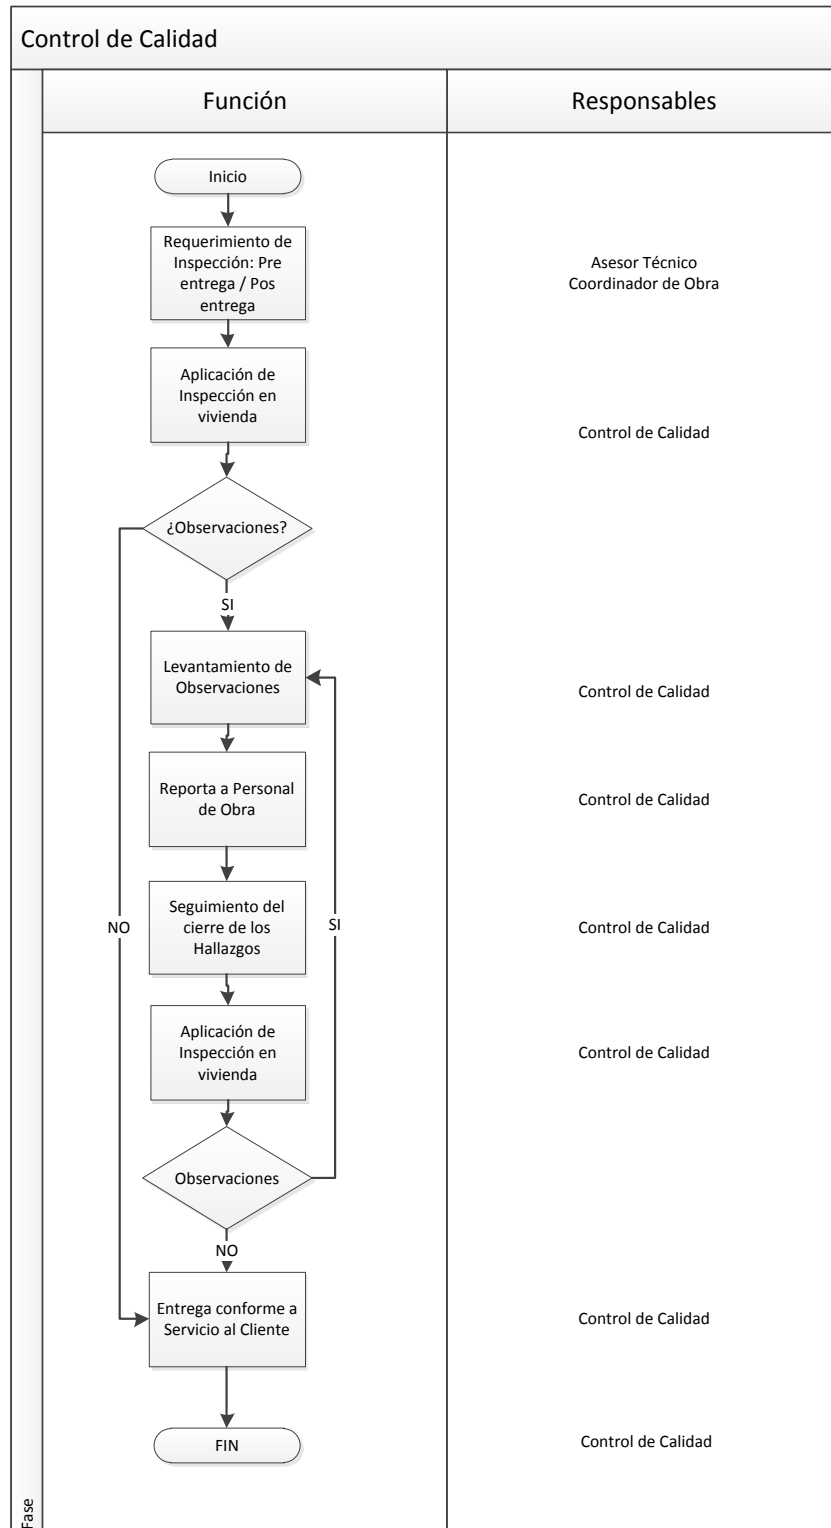 Control de Calidad
Función
Responsables
Inicio
Requerimiento de
Inspección: Pre
entrega / Pos
entrega
Asesor Técnico
Coordinador de Obra
Aplicación de
Inspección en
vivienda
Control de Calidad
¿Observaciones?
SI
Levantamiento de
Observaciones
Control de Calidad
Reporta a Personal
de Obra
Control de Calidad
NO
Seguimiento del
cierre de los
Hallazgos
SI
Control de Calidad
Aplicación de
Inspección en
vivienda
Control de Calidad
Observaciones
NO
Entrega conforme a
Servicio al Cliente
Control de Calidad
FIN
Control de Calidad
Fase